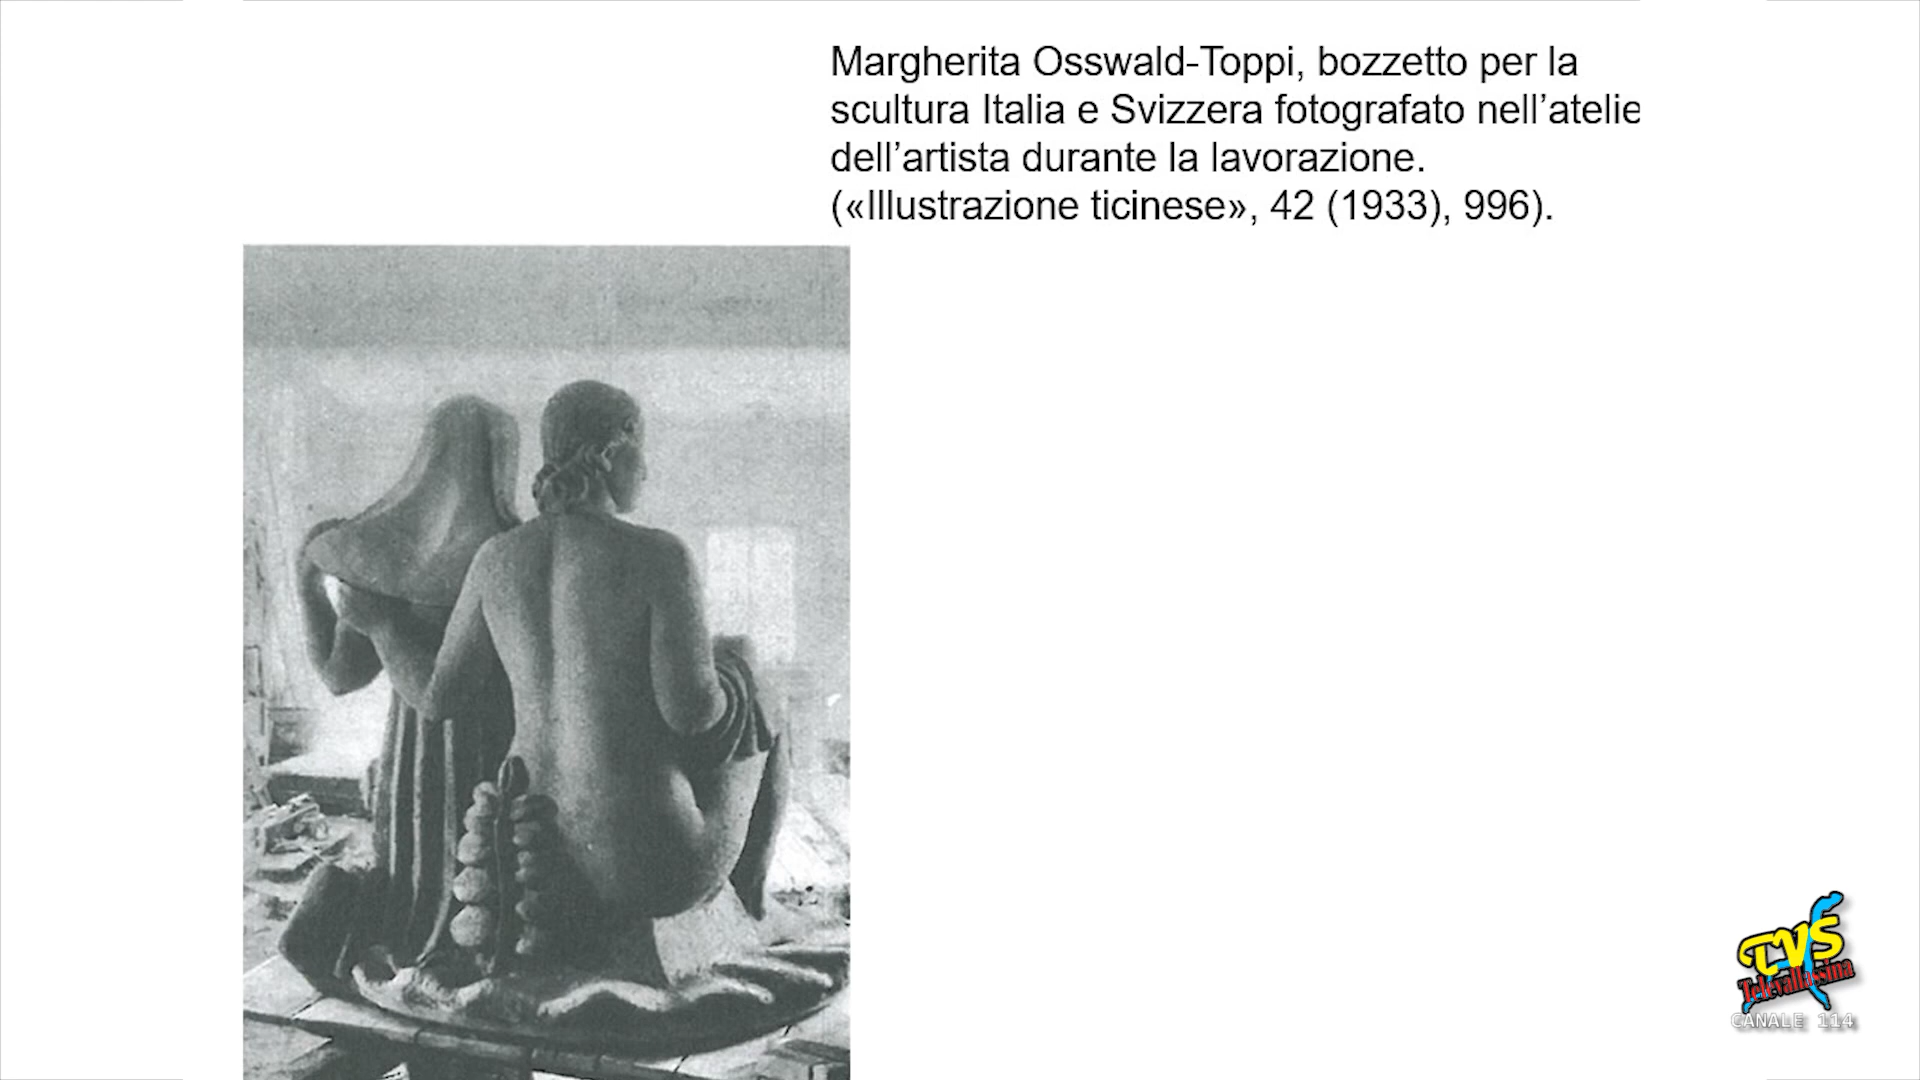 Margherita Osswald-Toppi, bozzetto per la
scultura Italia e Svizzera fotografato nell’atelie
dell’artista durante la lavorazione.
(«Illustrazione ticinese», 42 (1933), 996).
TVS
Televallassina
CANALE 114